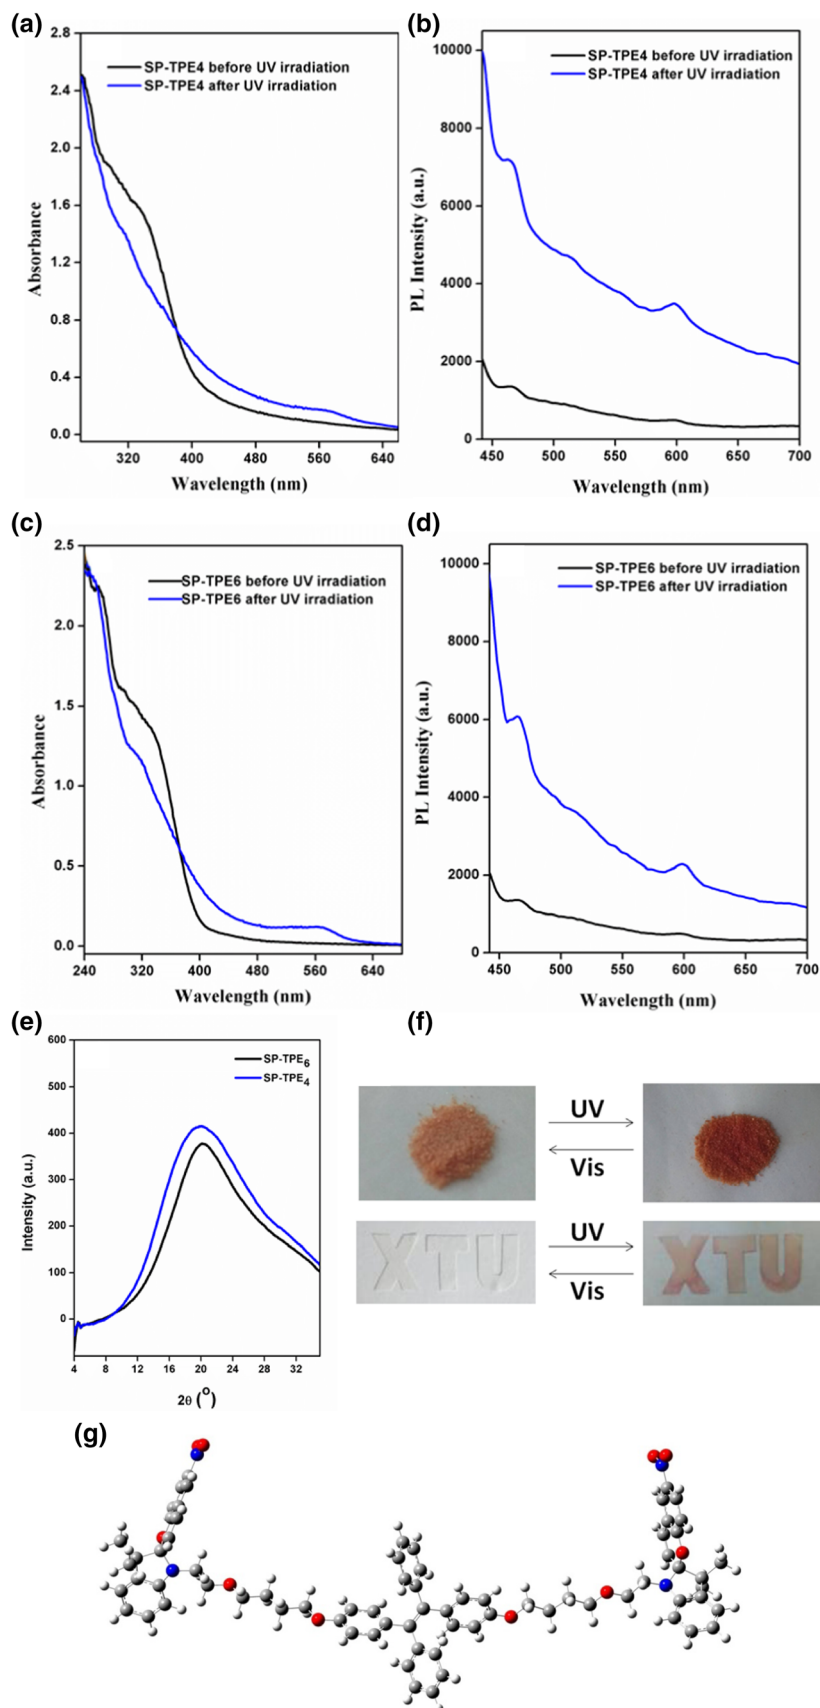 (a)
2.8
2.4
2.0
1.6
1.2
0.8
0.4
0.0
Absorbance
SP-TPE4 before UV irradiation
SP-TPE4 after UV irradiation
320 400 480 560 640
Wavelength (nm)
(b)
10000
8000
6000
4000
2000
0
PL Intensity (a.u.)
SP-TPE4 before UV irradiation
SP-TPE4 after UV irradiation
450 500 550 600 650 700
Wavelength (nm)
(c)
2.5
2.0
1.5
1.0
0.5
0.0
Absorbance
SP-TPE6 before UV irradiation
SP-TPE6 after UV irradiation
240 320 400 480 560 640
Wavelength (nm)
(d)
10000
8000
6000
4000
2000
0
PL Intensity (a.u.)
SP-TPE6 before UV irradiation
SP-TPE6 after UV irradiation
450 500 550 600 650 700
Wavelength (nm)
(e)
600
500
400
300
200
100
0
Intensity (a.u.)
SP-TPE6
SP-TPE4
4 8 12 16 20 24 28 32
2θ (°)
(f)
UV
Vis
XTU
UV
Vis
XTU
(g)